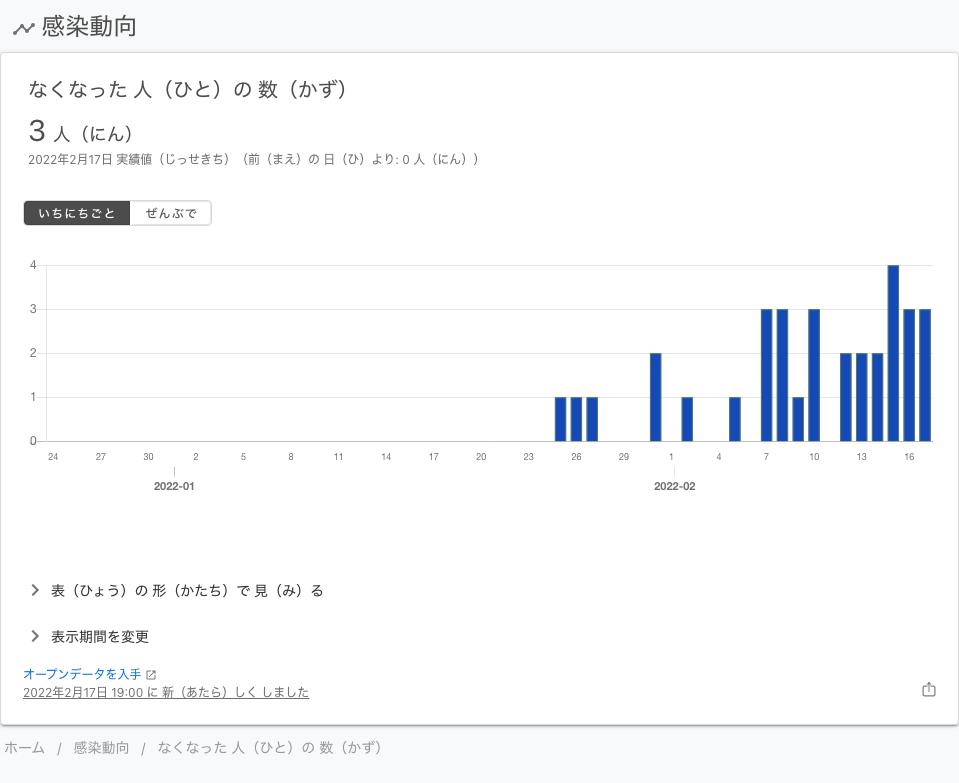 感染動向
なくなった 人（ひと）の 数（かず）
3 人（にん）
2022年2月17日 実績値（じっせきち）（前（まえ）の 日（ひ）より: 0 人（にん））
いちにちごと ぜんぶで
4
3
2
1
0
24 27 30 2 5 8 11 14 17 20 23 26 29 1 4 7 10 13 16
2022-01 2022-02
表（ひょう）の 形（かたち）で 見（み）る
表示期間を変更
オープンデータを入手
2022年2月17日 19:00 に 新（あたら）しく しました
ホーム / 感染動向 / なくなった 人（ひと）の 数（かず）